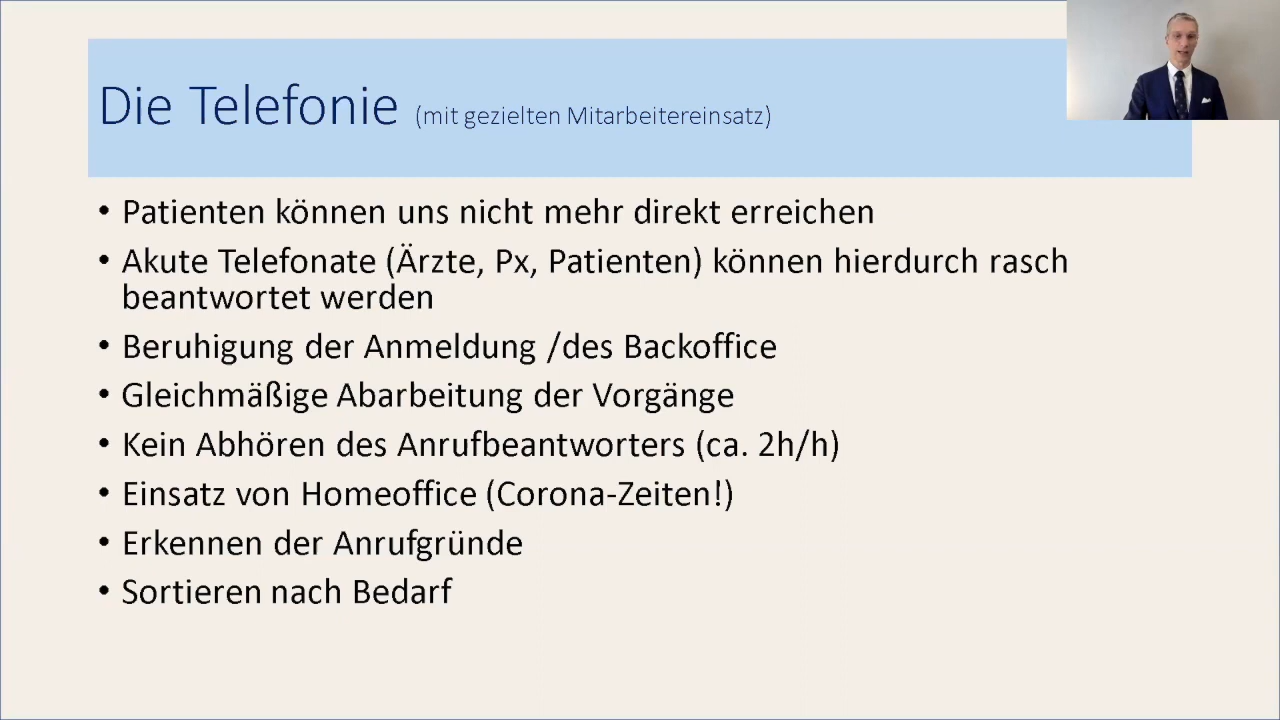 Die Telefonie (mit gezielten Mitarbeitereinsatz)
• Patienten können uns nicht mehr direkt erreichen
• Akute Telefonate (Ärzte, Px, Patienten) können hierdurch rasch
beantwortet werden
• Beruhigung der Anmeldung /des Backoffice
• Gleichmäßige Abarbeitung der Vorgänge
• Kein Abhören des Anrufbeantworters (ca. 2h/h)
• Einsatz von Homeoffice (Corona-Zeiten!)
• Erkennen der Anrufgründe
• Sortieren nach Bedarf